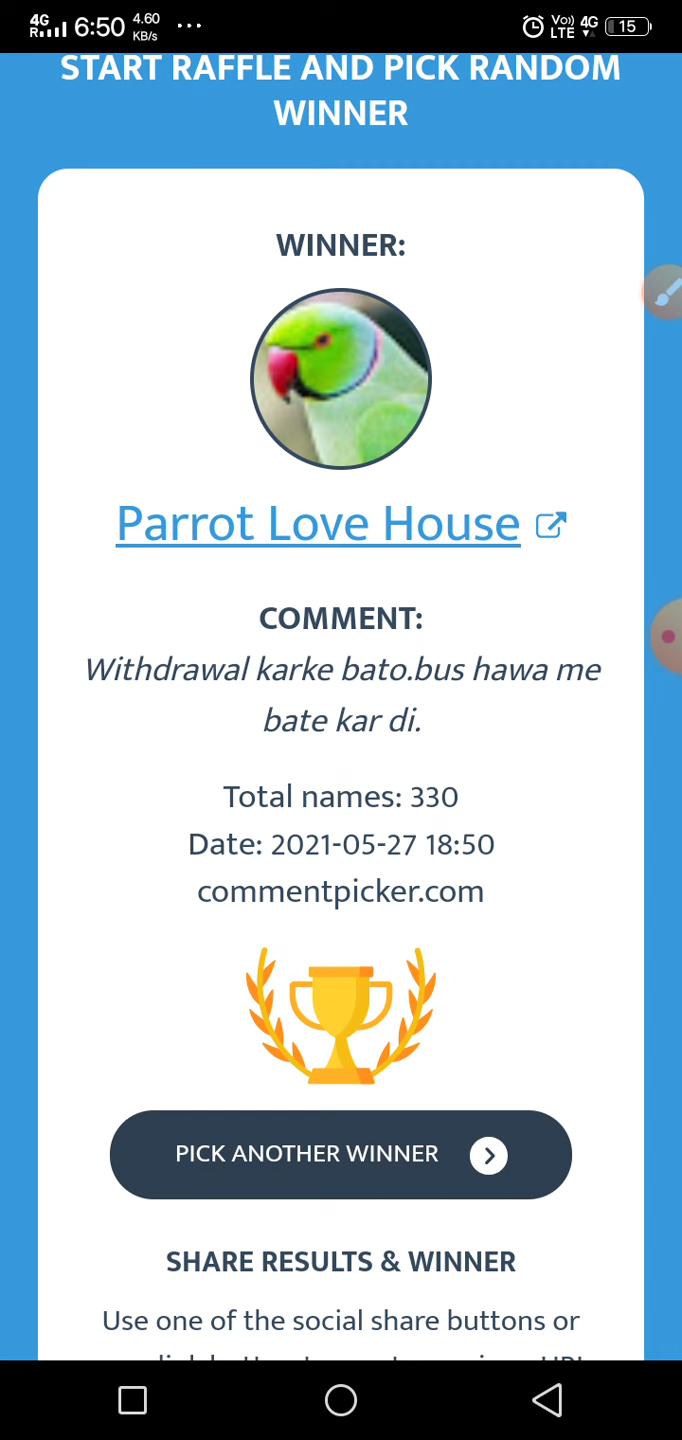 4G
R
6:50
4.60
KB/s
...
Vo))
LTE
4G
15
START RAFFLE AND PICK RANDOM
WINNER
WINNER:
Parrot Love House
COMMENT:
Withdrawal karke bato.bus hawa me
bate kar di.
Total names: 330
Date: 2021-05-27 18:50
commentpicker.com
PICK ANOTHER WINNER
SHARE RESULTS & WINNER
Use one of the social share buttons or